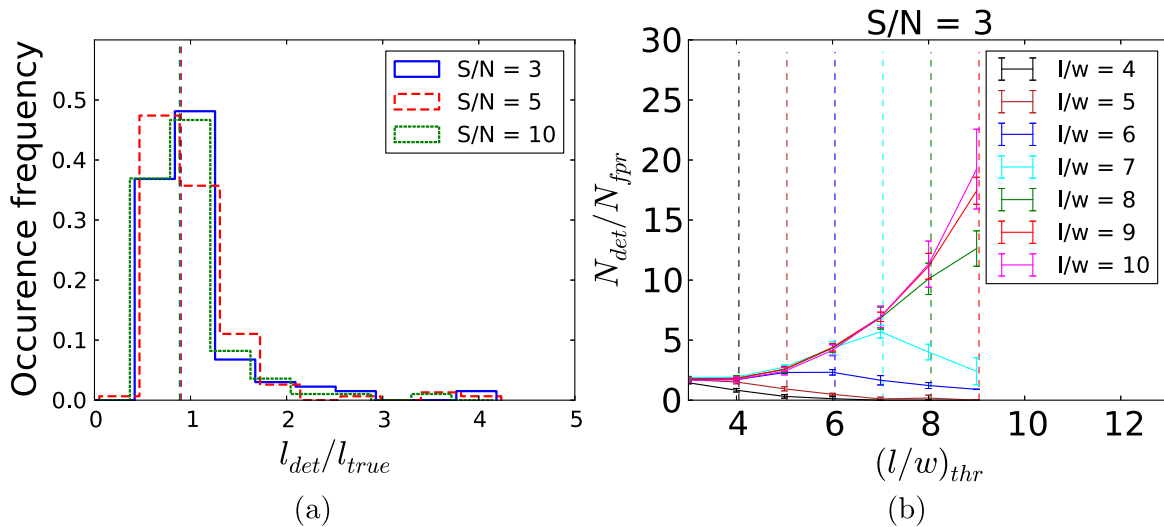 Occurence frequency
0.5
0.4
0.3
0.2
0.1
0.0
0 1 2 3 4 5
l_det/l_true
S/N = 3
S/N = 5
S/N = 10
(a)
S/N = 3
N_det/N_fpr
30
25
20
15
10
5
0
4 6 8 10 12
(l/w)_thr
l/w = 4
l/w = 5
l/w = 6
l/w = 7
l/w = 8
l/w = 9
l/w = 10
(b)